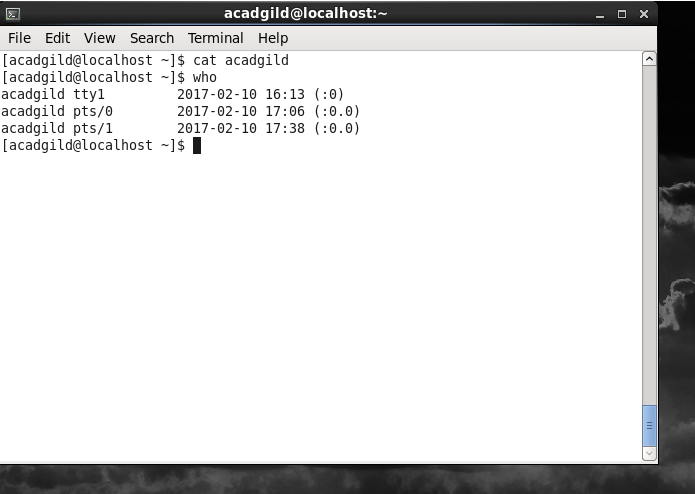 acadgild@localhost:~
File Edit View Search Terminal Help
[acadgild@localhost ~]$ cat acadgild
[acadgild@localhost ~]$ who
acadgild tty1         2017-02-10 16:13 (:0)
acadgild pts/0        2017-02-10 17:06 (:0.0)
acadgild pts/1        2017-02-10 17:38 (:0.0)
[acadgild@localhost ~]$